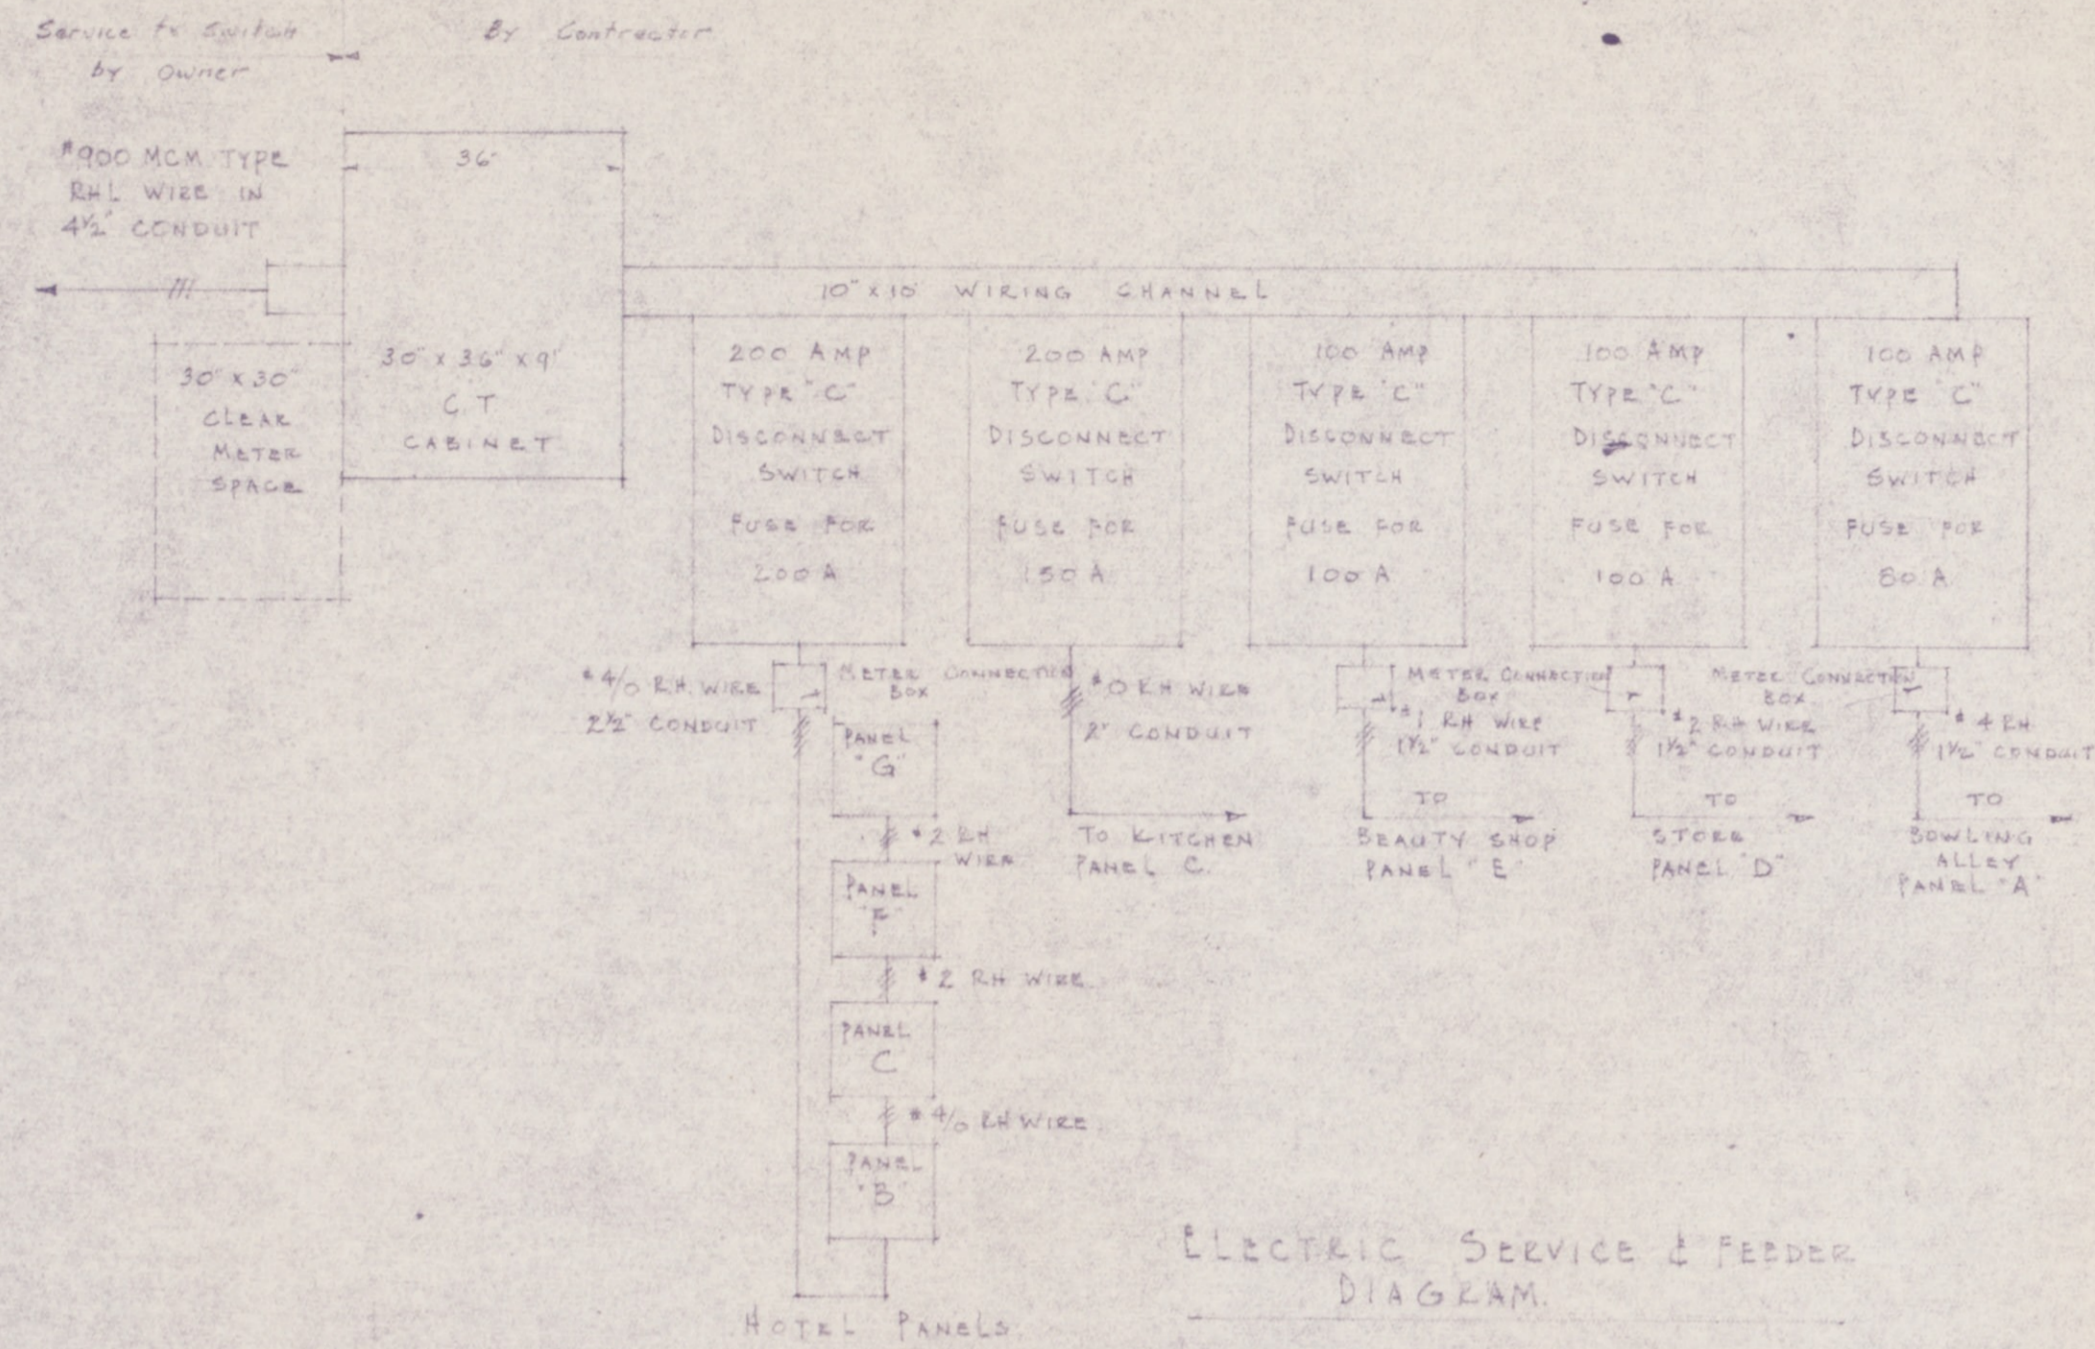 Service to Switch
by Owner
By Contractor
#900 MCM TYPE
RHL WIRE IN
4½" CONDUIT
36"
10" x 10" WIRING CHANNEL
30" x 30"
CLEAR
METER
SPACE
30" x 36" x 9"
C T
CABINET
200 AMP
TYPE "C"
DISCONNECT
SWITCH
FUSE FOR
200 A
200 AMP
TYPE "C"
DISCONNECT
SWITCH
FUSE FOR
150 A
100 AMP
TYPE "C"
DISCONNECT
SWITCH
FUSE FOR
100 A
100 AMP
TYPE "C"
DISCONNECT
SWITCH
FUSE FOR
100 A
100 AMP
TYPE "C"
DISCONNECT
SWITCH
FUSE FOR
80 A
#4/0 RH WIRE
2½" CONDUIT
METER CONNECTION
BOX
#0 RH WIRE
2" CONDUIT
TO KITCHEN
PANEL C.
METER CONNECTION
BOX
#1 RH WIRE
1½" CONDUIT
TO
BEAUTY SHOP
PANEL "E"
METER CONNECTION
BOX
#2 RH WIRE
1½" CONDUIT
TO
STORE
PANEL "D"
#4 RH
1½" CONDUIT
TO
BOWLING
ALLEY
PANEL "A"
PANEL
"G"
#2 RH
WIRE
PANEL
"F"
#2 RH WIRE
PANEL
C
#4/0 RH WIRE
PANEL
"B"
HOTEL PANELS
ELECTRIC SERVICE & FEEDER
DIAGRAM.